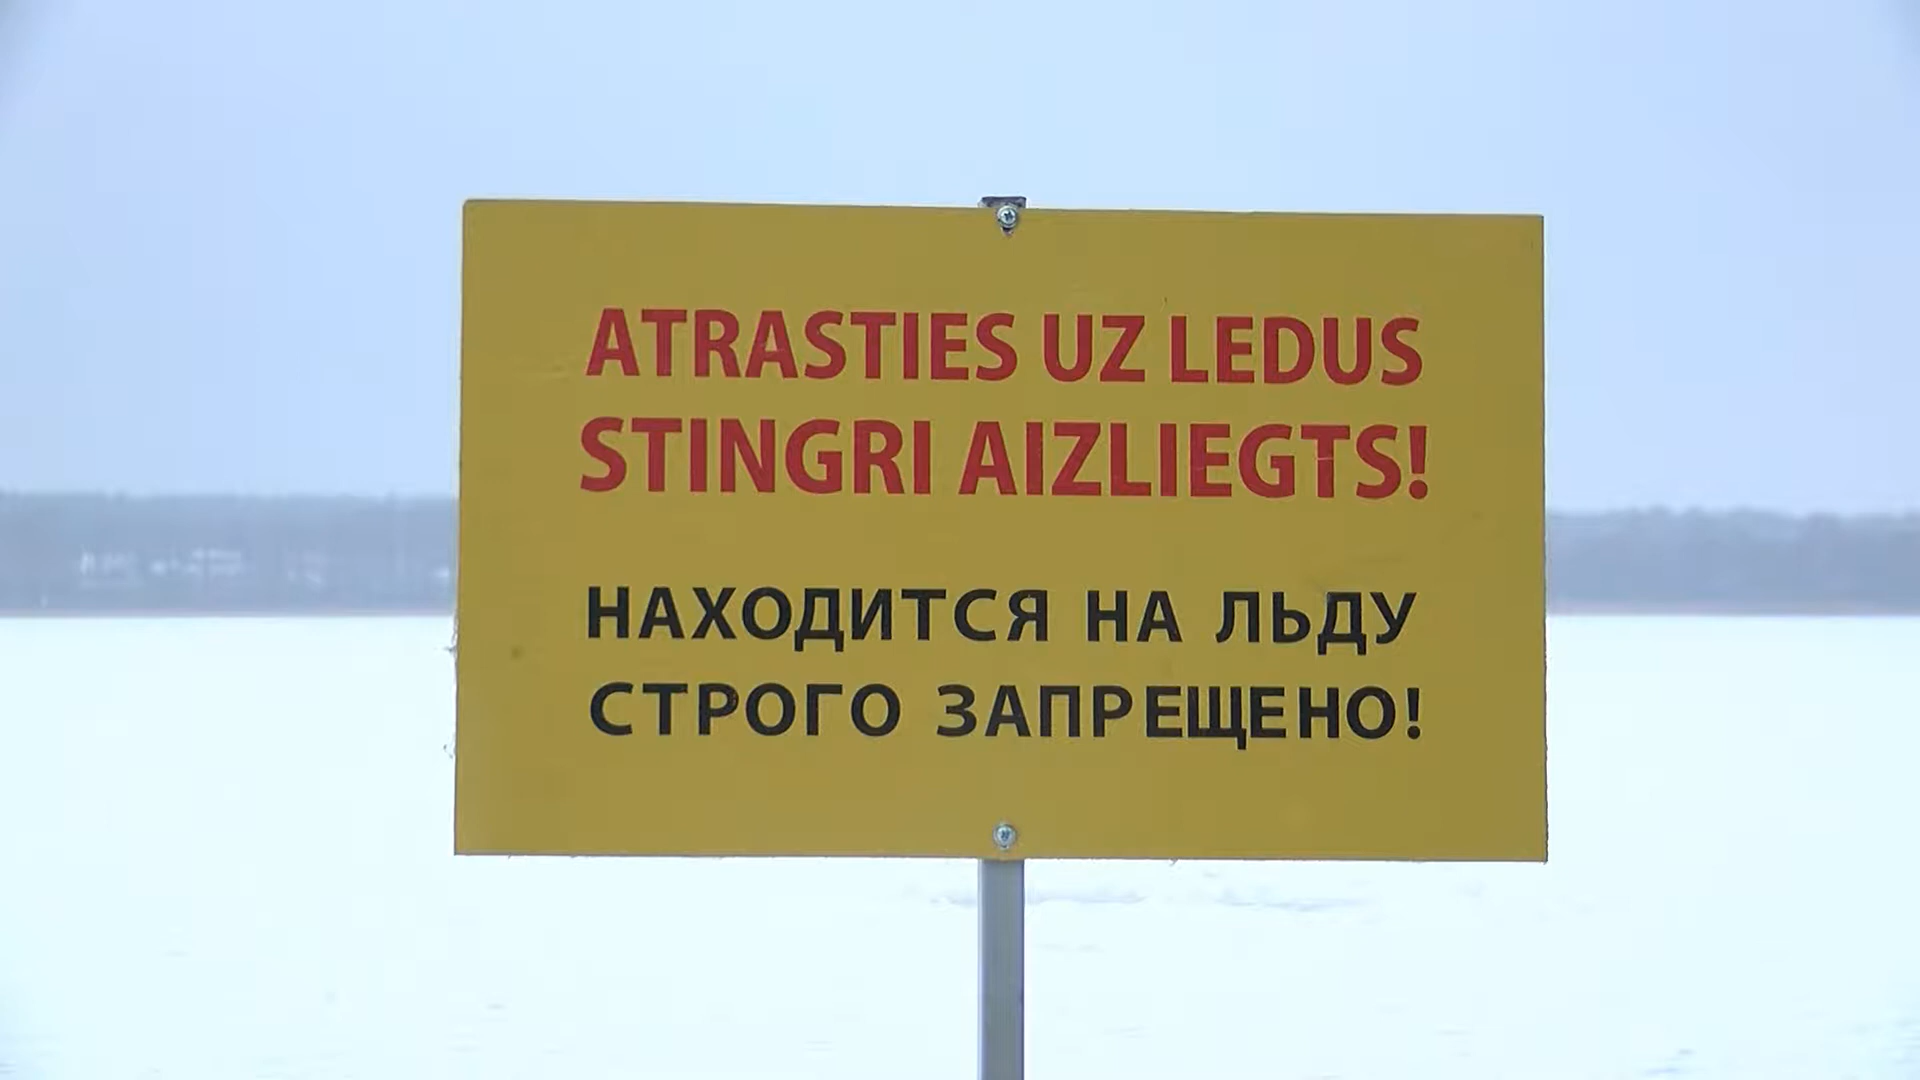 ATRASTIES UZ LEDUS
STINGRI AIZLIEGTS!
НАХОДИТСЯ НА ЛЬДУ
СТРОГО ЗАПРЕЩЕНО!